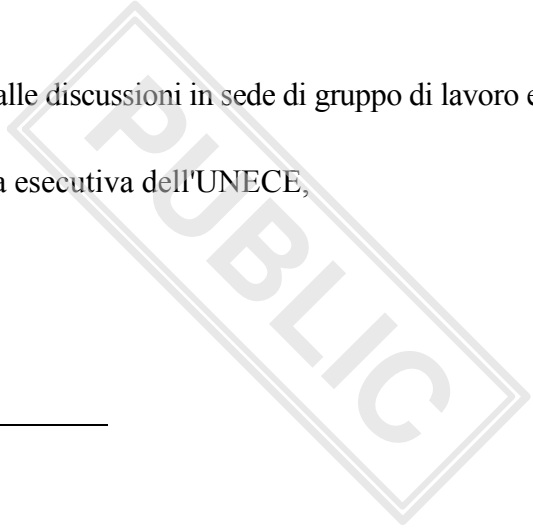 alle discussioni in sede di gruppo di lavoro e
a esecutiva dell'UNECE,
PUBLIC